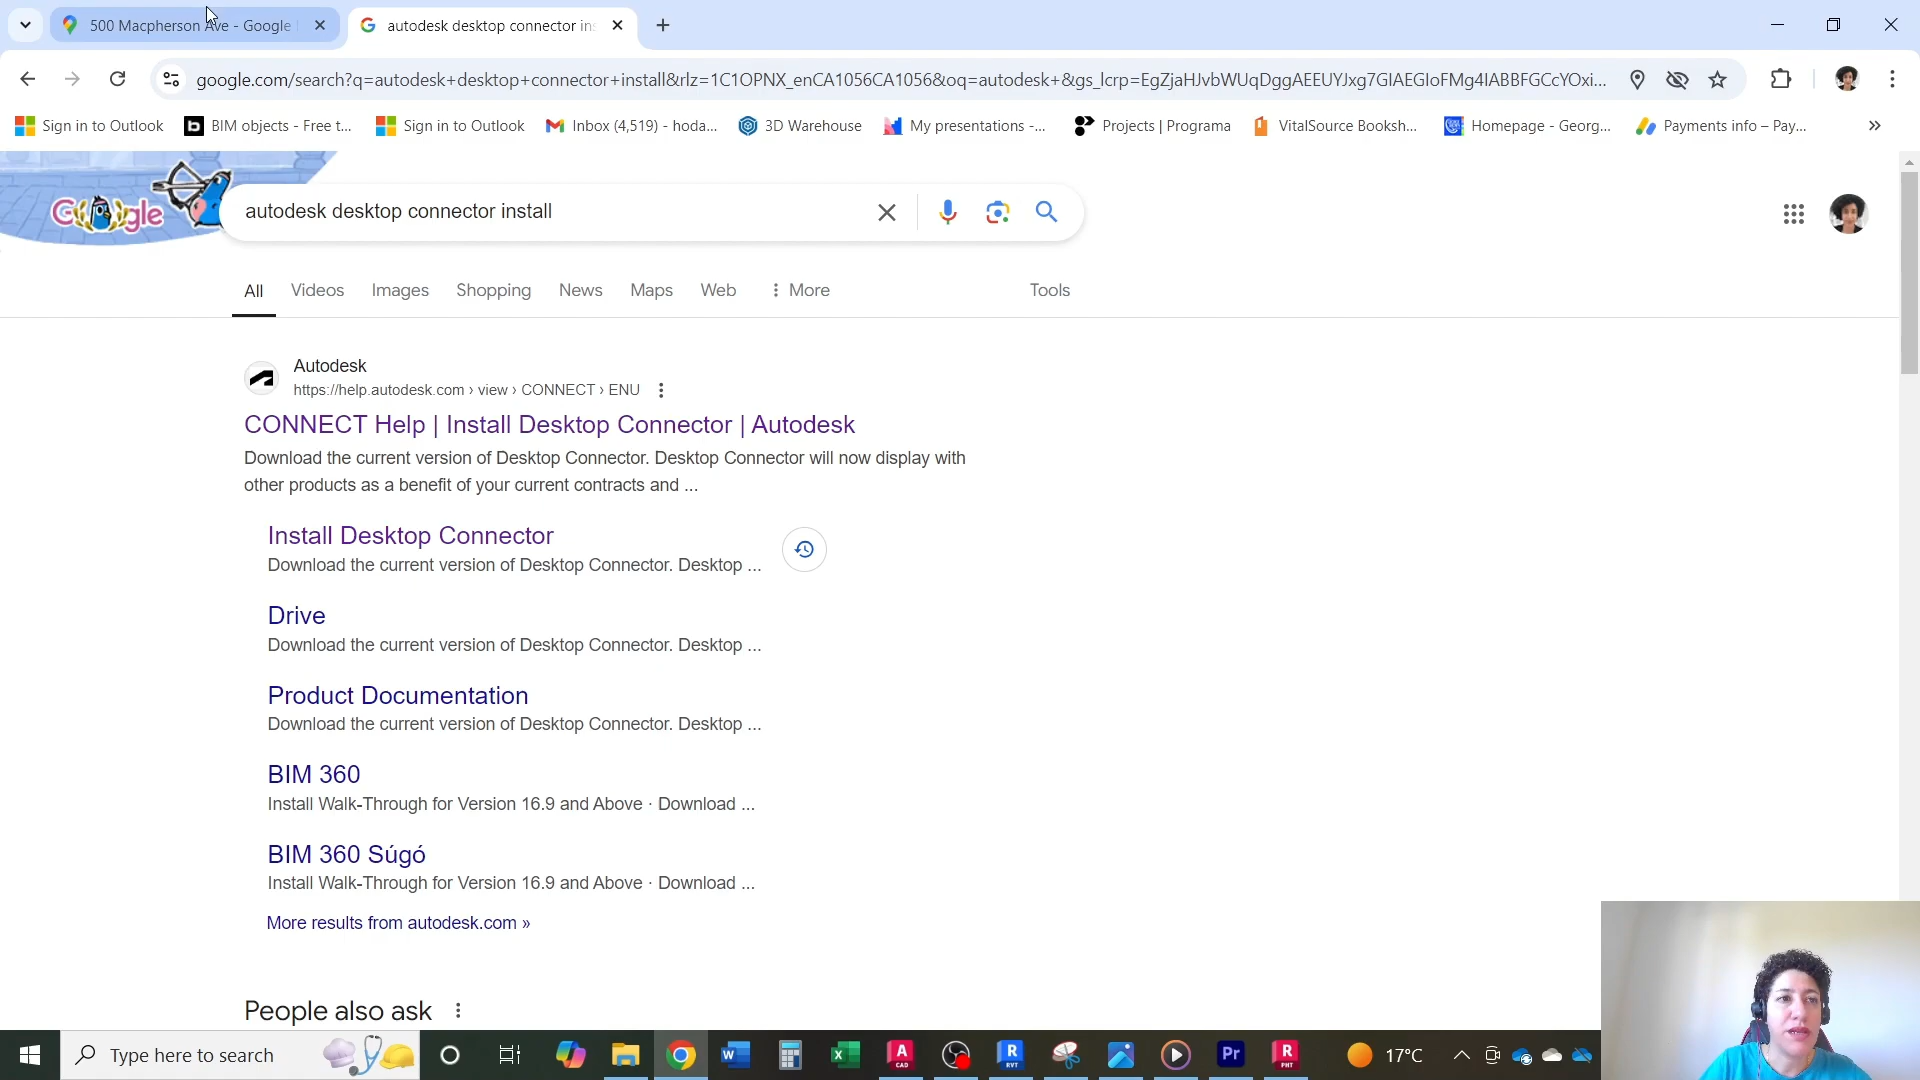 500 Macpherson Ave - Google
autodesk desktop connector ins
google.com/search?q=autodesk+desktop+connector+install&rlz=1C1OPNX_enCA1056CA1056&oq=autodesk+&gs_lcrp=EgZjaHJvbWUqDggAEEUYJxg7GIAEGIoFMg4IABBFGCcYOxi...
Sign in to Outlook
BIM objects - Free t...
Sign in to Outlook
Inbox (4,519) - hoda...
3D Warehouse
My presentations -...
Projects | Programa
VitalSource Booksh...
Homepage - Georg...
Payments info – Pay...
»
autodesk desktop connector install
All
Videos
Images
Shopping
News
Maps
Web
More
Tools
Autodesk
https://help.autodesk.com › view › CONNECT › ENU
CONNECT Help | Install Desktop Connector | Autodesk
Download the current version of Desktop Connector. Desktop Connector will now display with
other products as a benefit of your current contracts and ...
Install Desktop Connector
Download the current version of Desktop Connector. Desktop ...
Drive
Download the current version of Desktop Connector. Desktop ...
Product Documentation
Download the current version of Desktop Connector. Desktop ...
BIM 360
Install Walk-Through for Version 16.9 and Above · Download ...
BIM 360 Súgó
Install Walk-Through for Version 16.9 and Above · Download ...
More results from autodesk.com »
People also ask
Type here to search
17°C